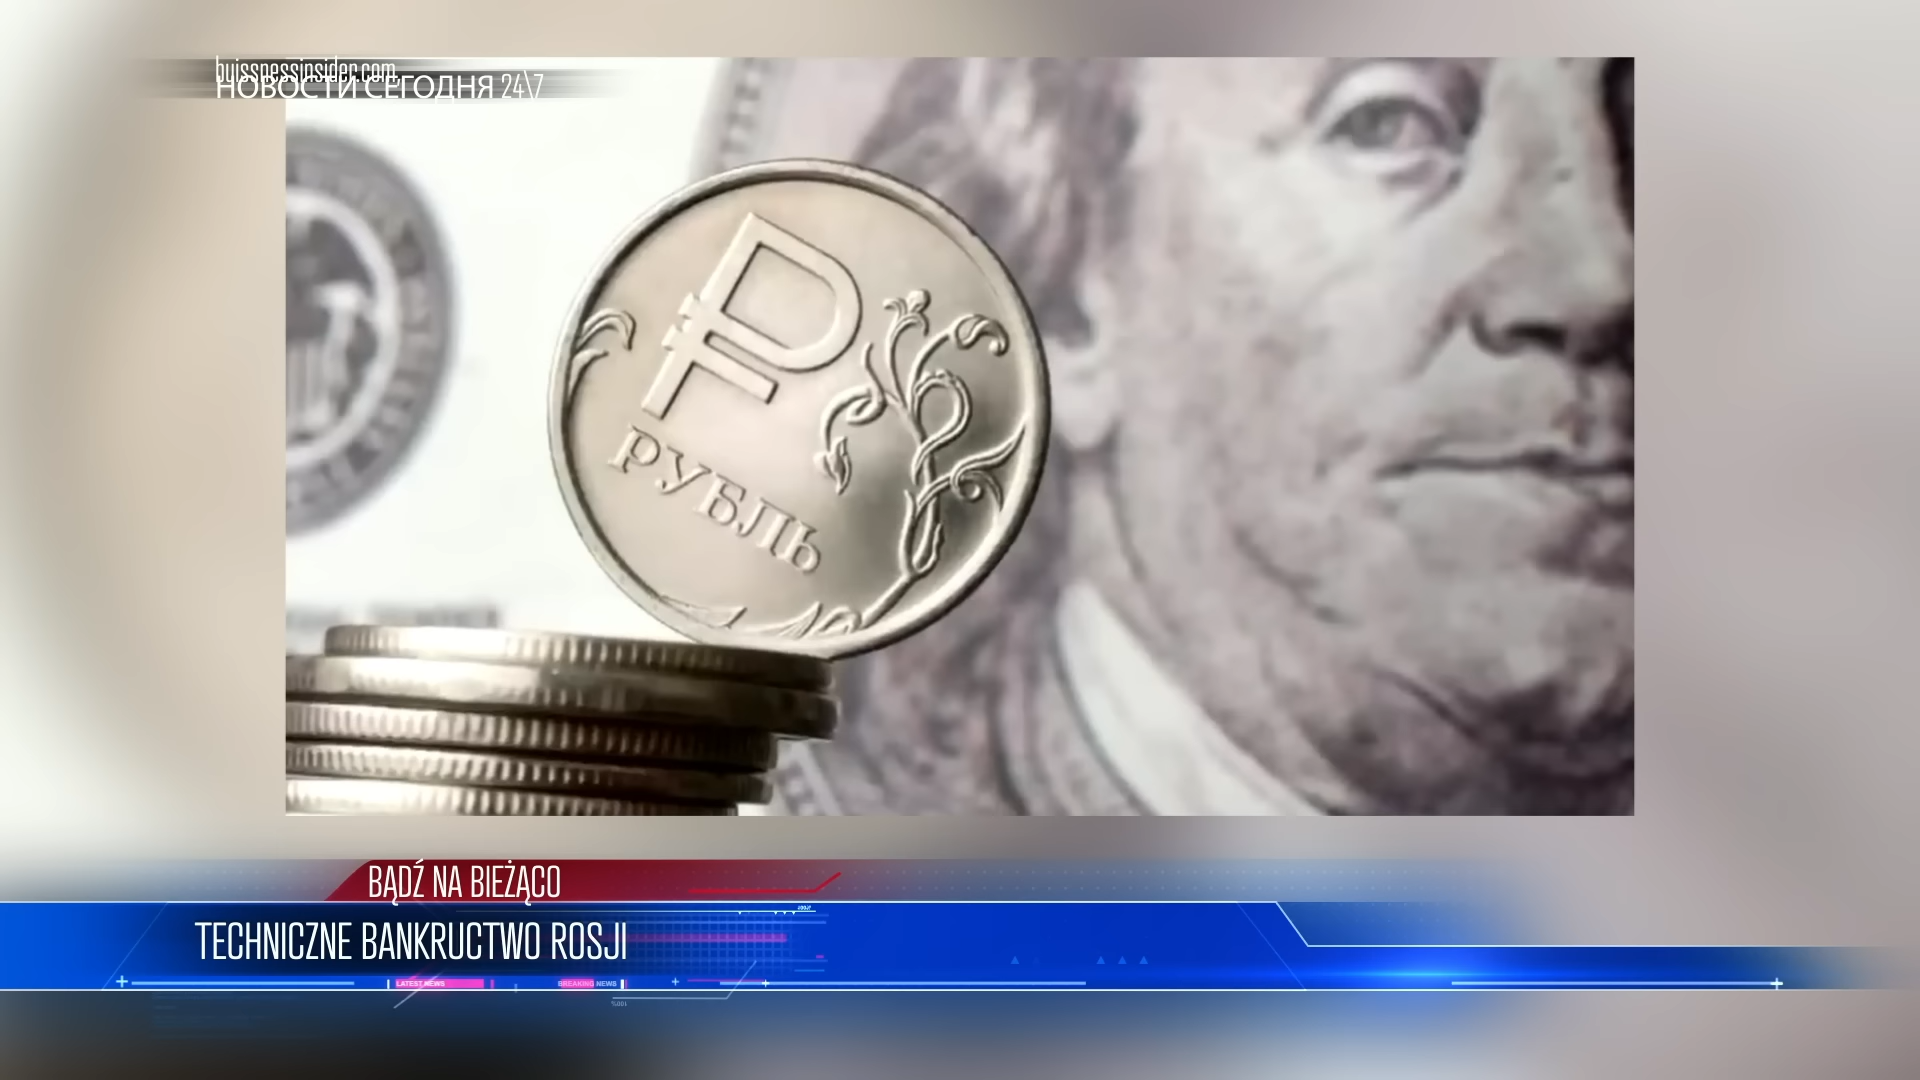 buissnessinsider.com
НОВОСТИ СЕГОДНЯ 24\7
РУБЛЬ
BĄDŹ NA BIEŻĄCO
TECHNICZNE BANKRUCTWO ROSJI
LATEST NEWS
BREAKING NEWS